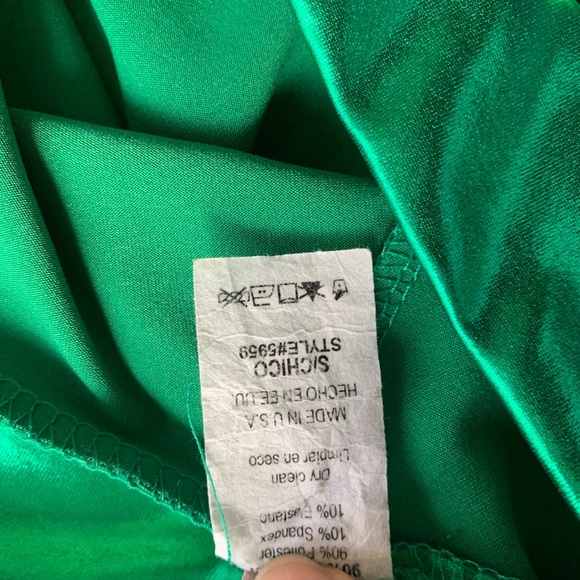 90% Poliester
10% Spandex
10% Elastano
Dry clean
Limpiar en seco
MADE IN U.S.A
HECHO EN EE.UU
S/CHICO
STYLE#5959